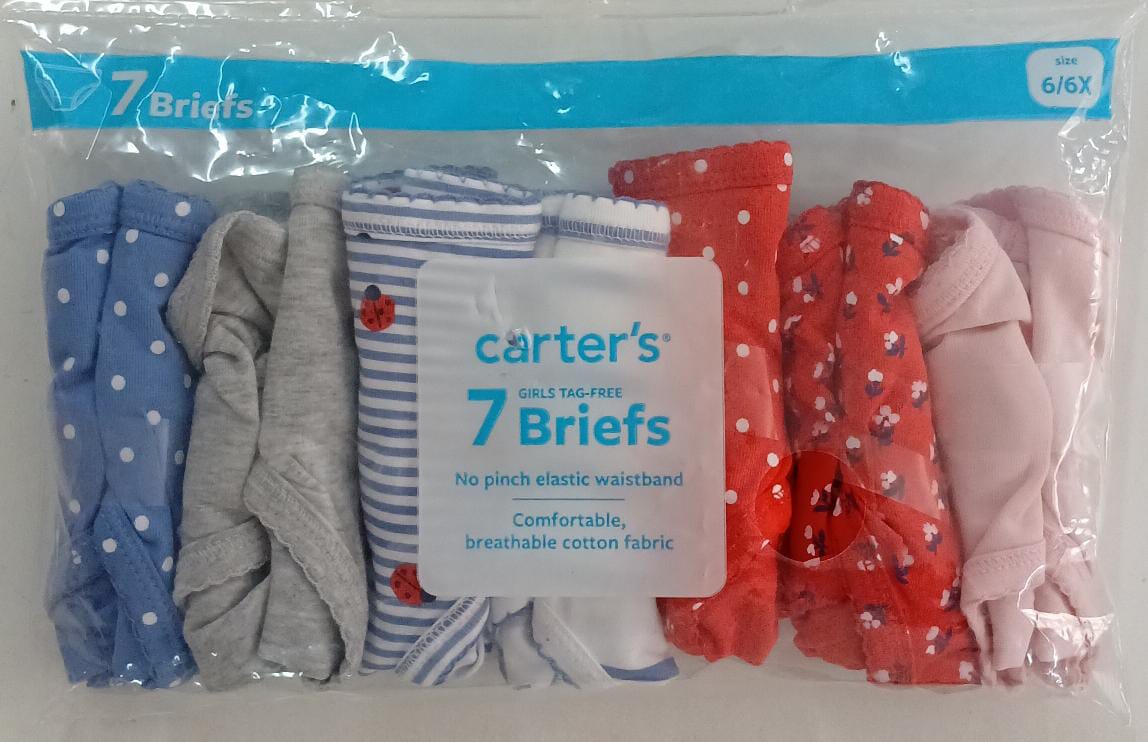 7 Briefs
size
6/6X
carter's®
7 GIRLS TAG-FREE
Briefs
No pinch elastic waistband
Comfortable,
breathable cotton fabric